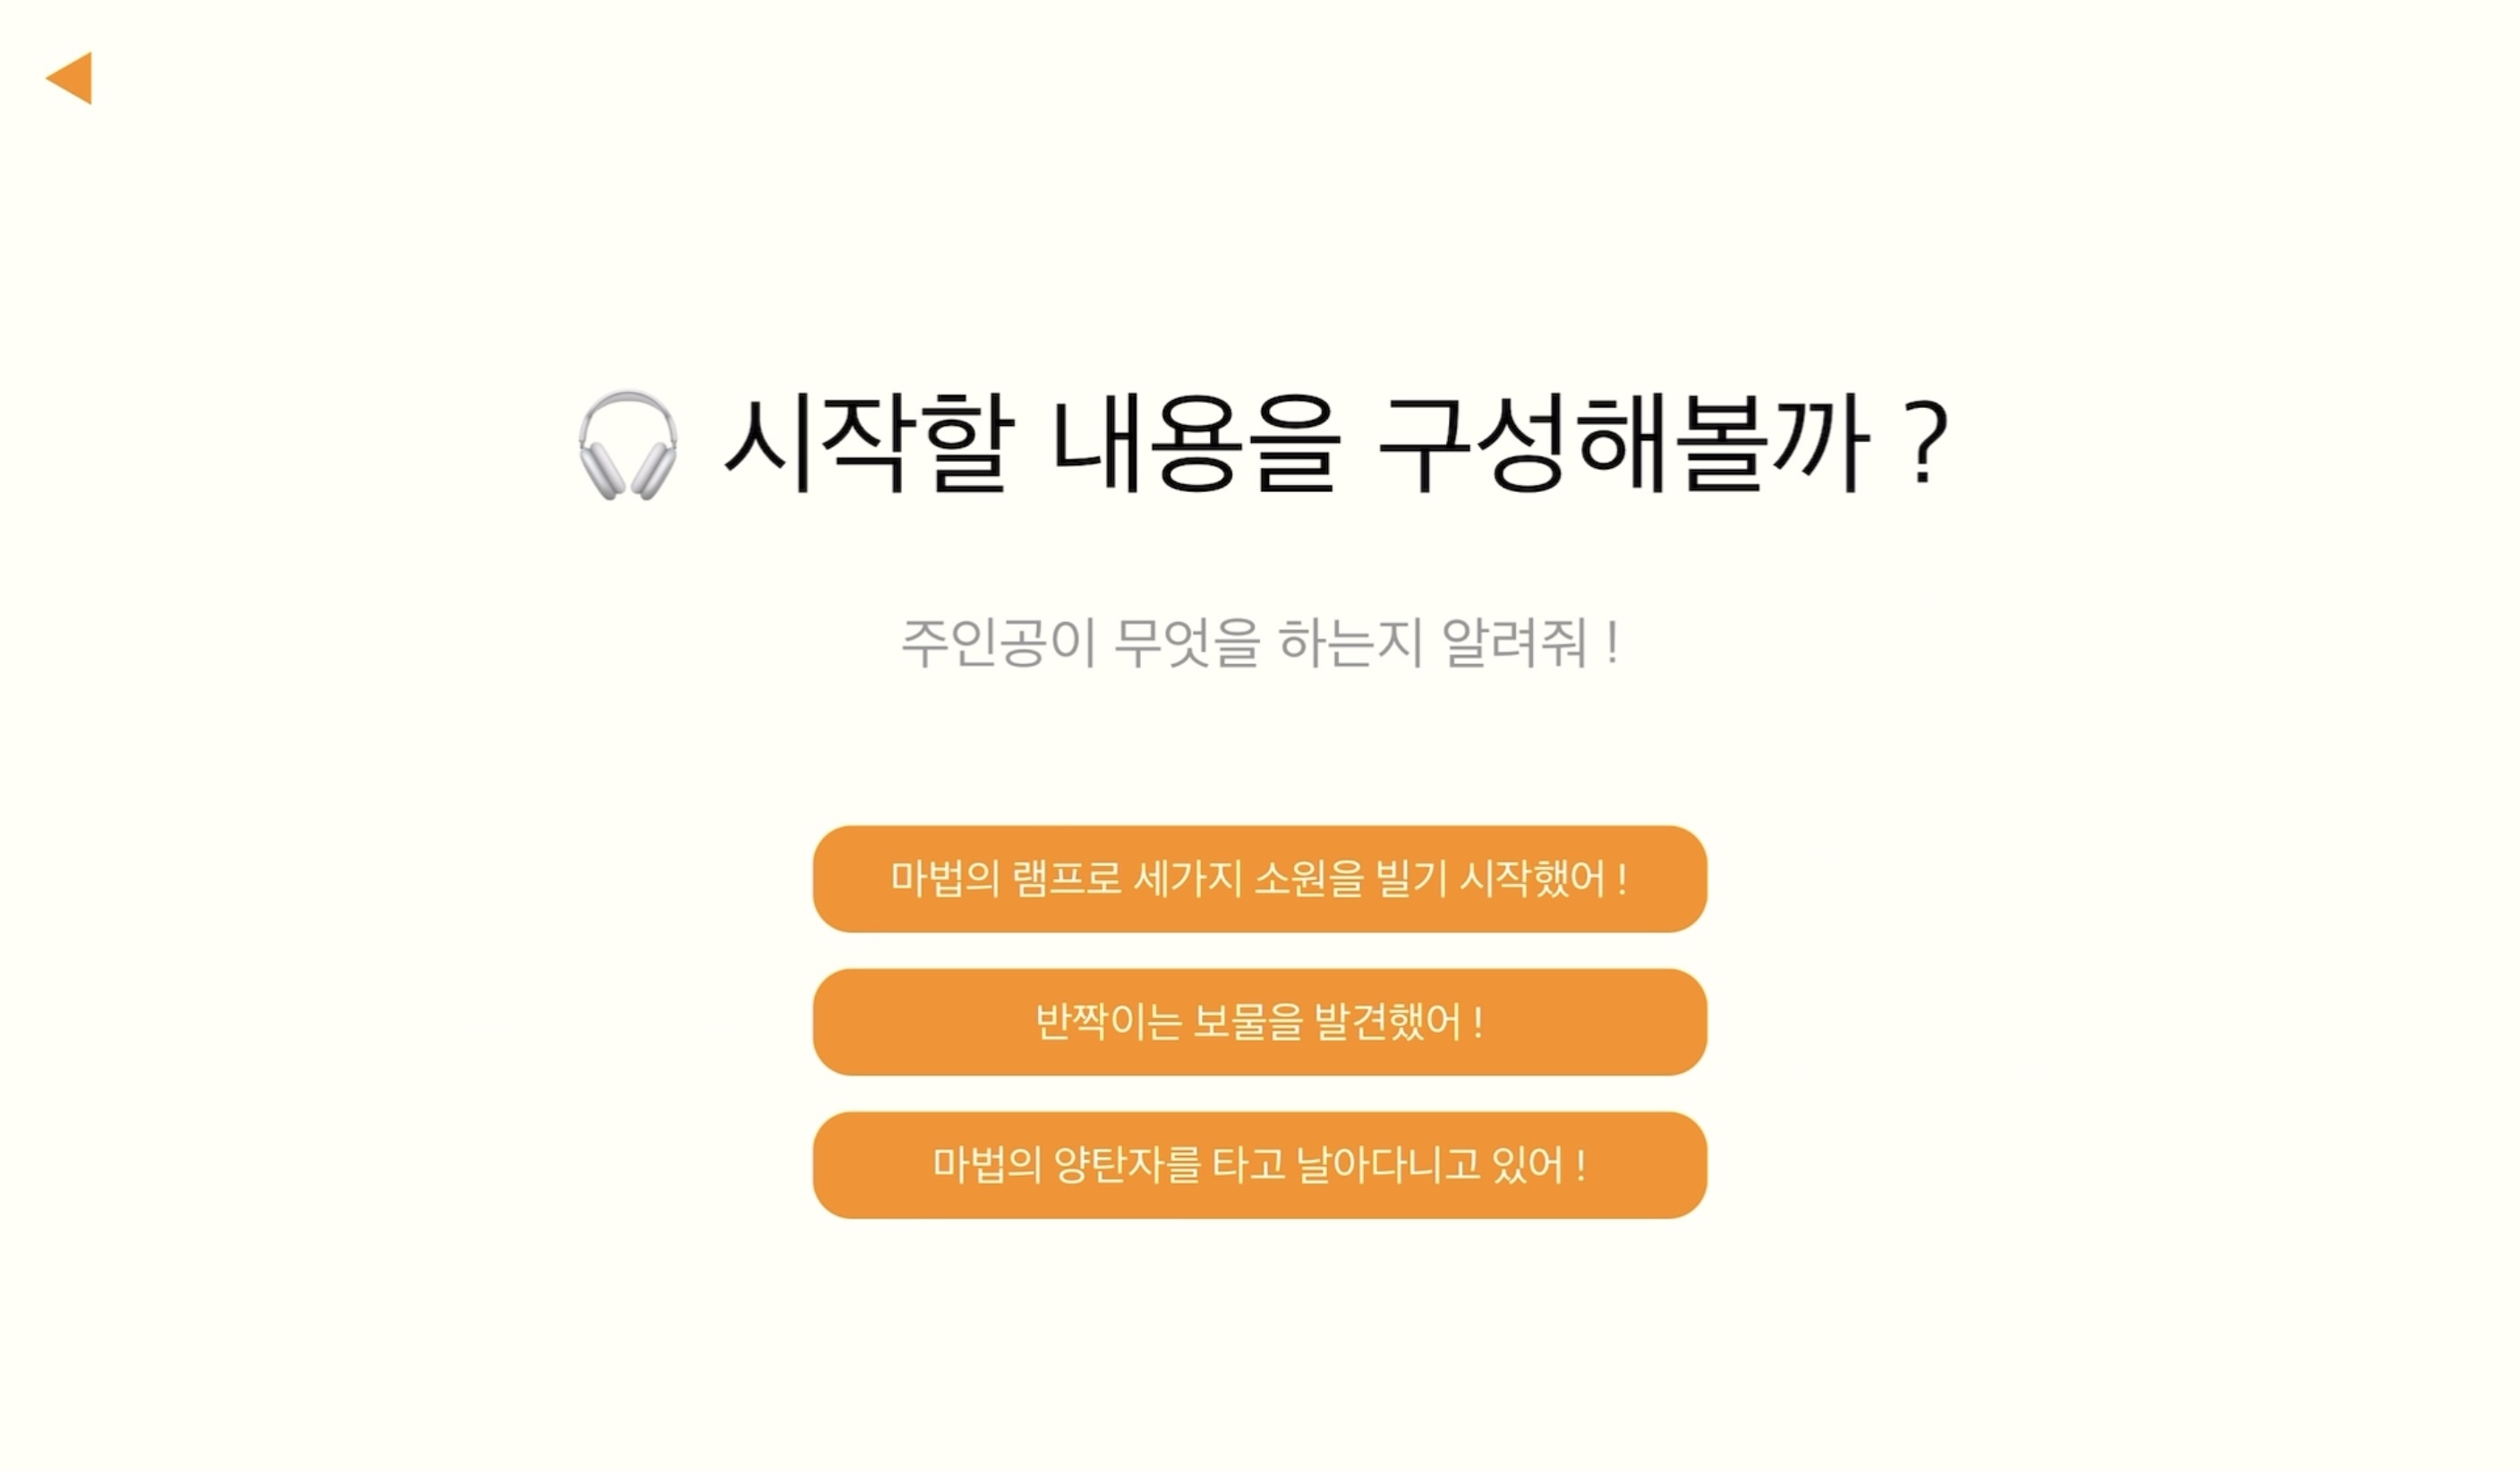 시작할 내용을 구성해볼까 ?
주인공이 무엇을 하는지 알려줘 !
마법의 램프로 세가지 소원을 빌기 시작했어 !
반짝이는 보물을 발견했어 !
마법의 양탄자를 타고 날아다니고 있어 !